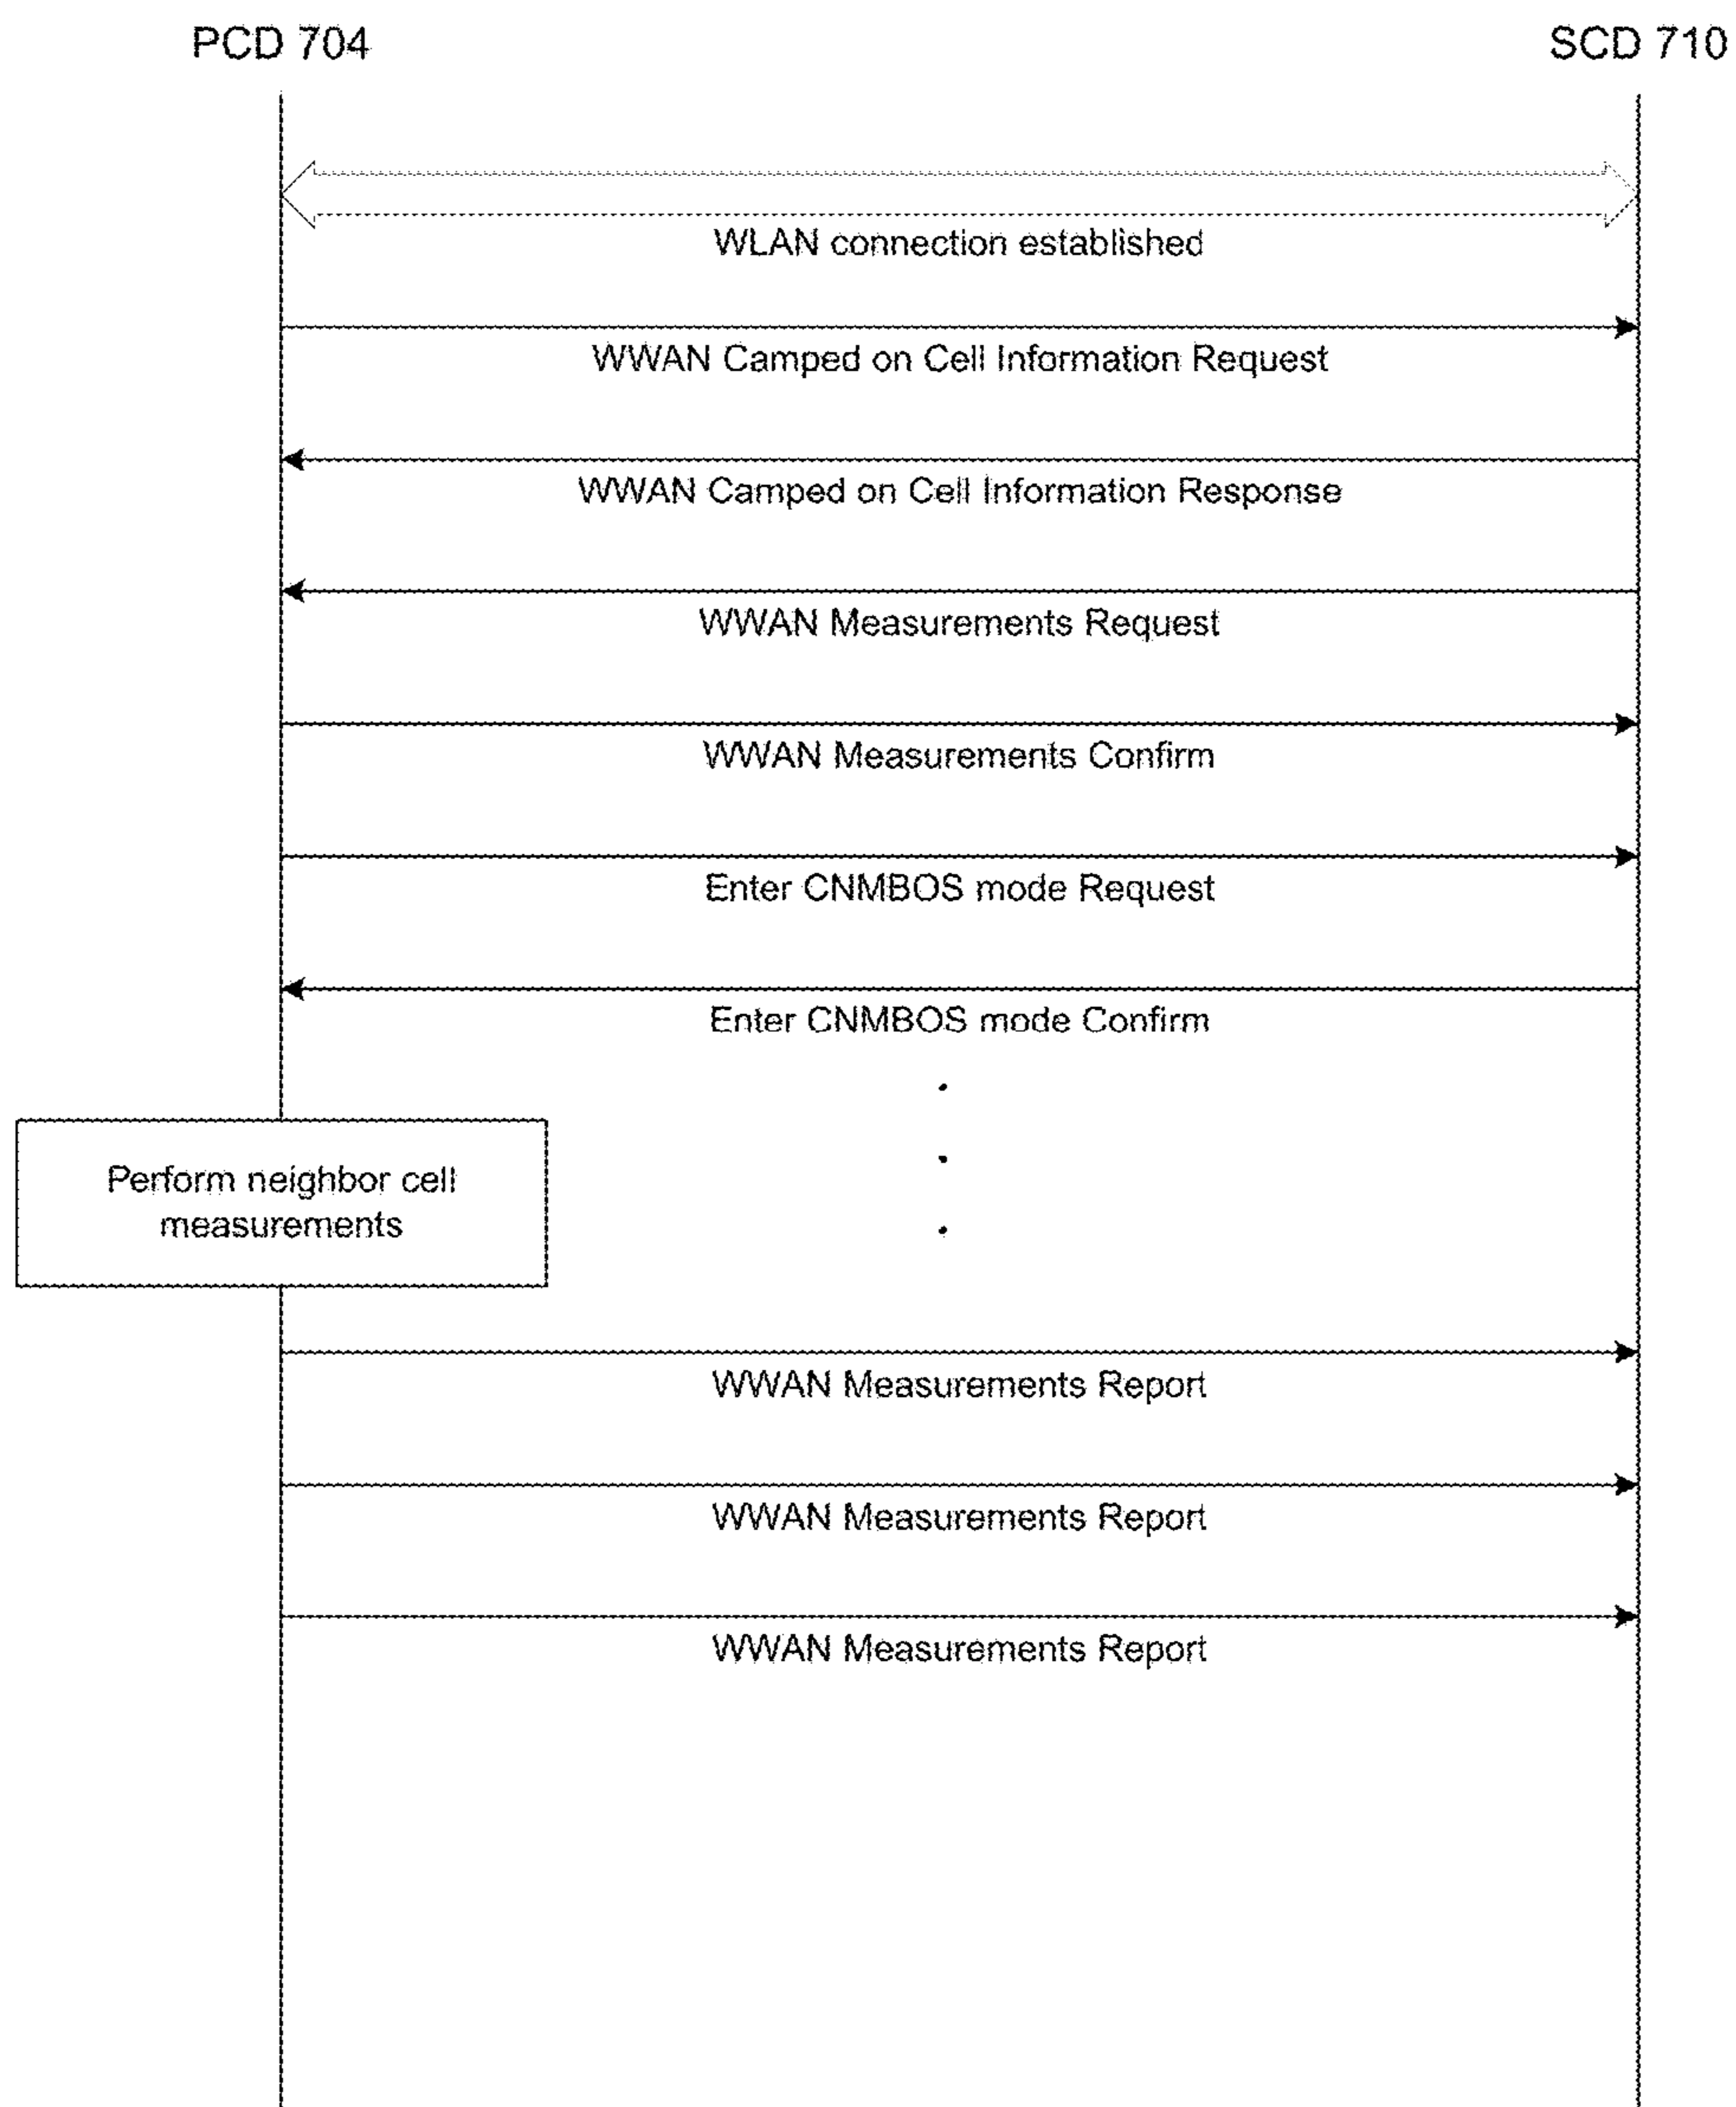 PCD 704
SCD 710
WLAN connection established
WWAN Camped on Cell Information Request
WWAN Camped on Cell Information Response
WWAN Measurements Request
WWAN Measurements Confirm
Enter CNMBOS mode Request
Enter CNMBOS mode Confirm
Perform neighbor cell
measurements
WWAN Measurements Report
WWAN Measurements Report
WWAN Measurements Report